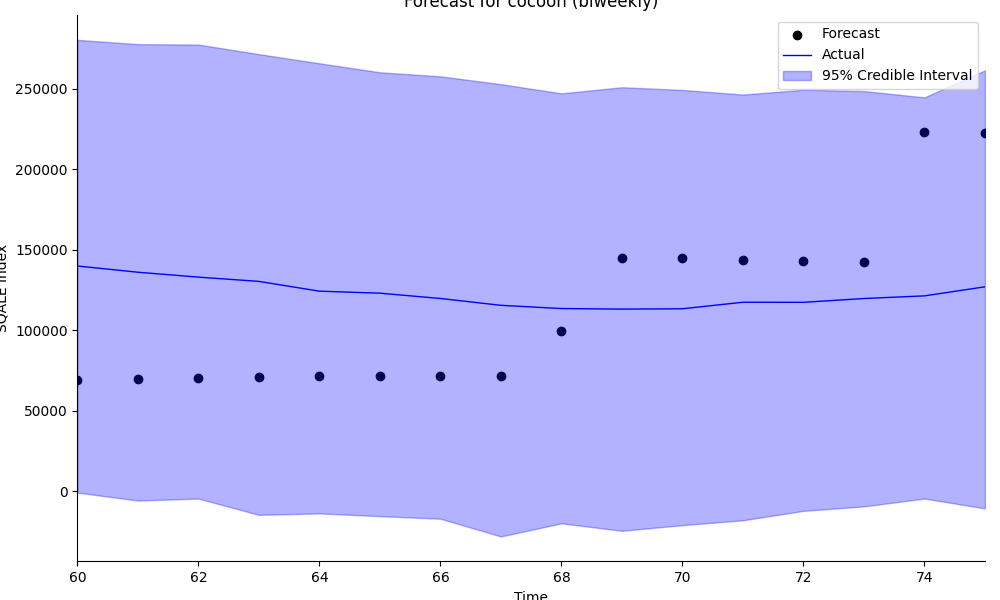 Forecast for cocoon (biweekly)
Forecast
Actual
95% Credible Interval
250000
200000
150000
100000
50000
0
SQALE Index
60
62
64
66
68
70
72
74
Time